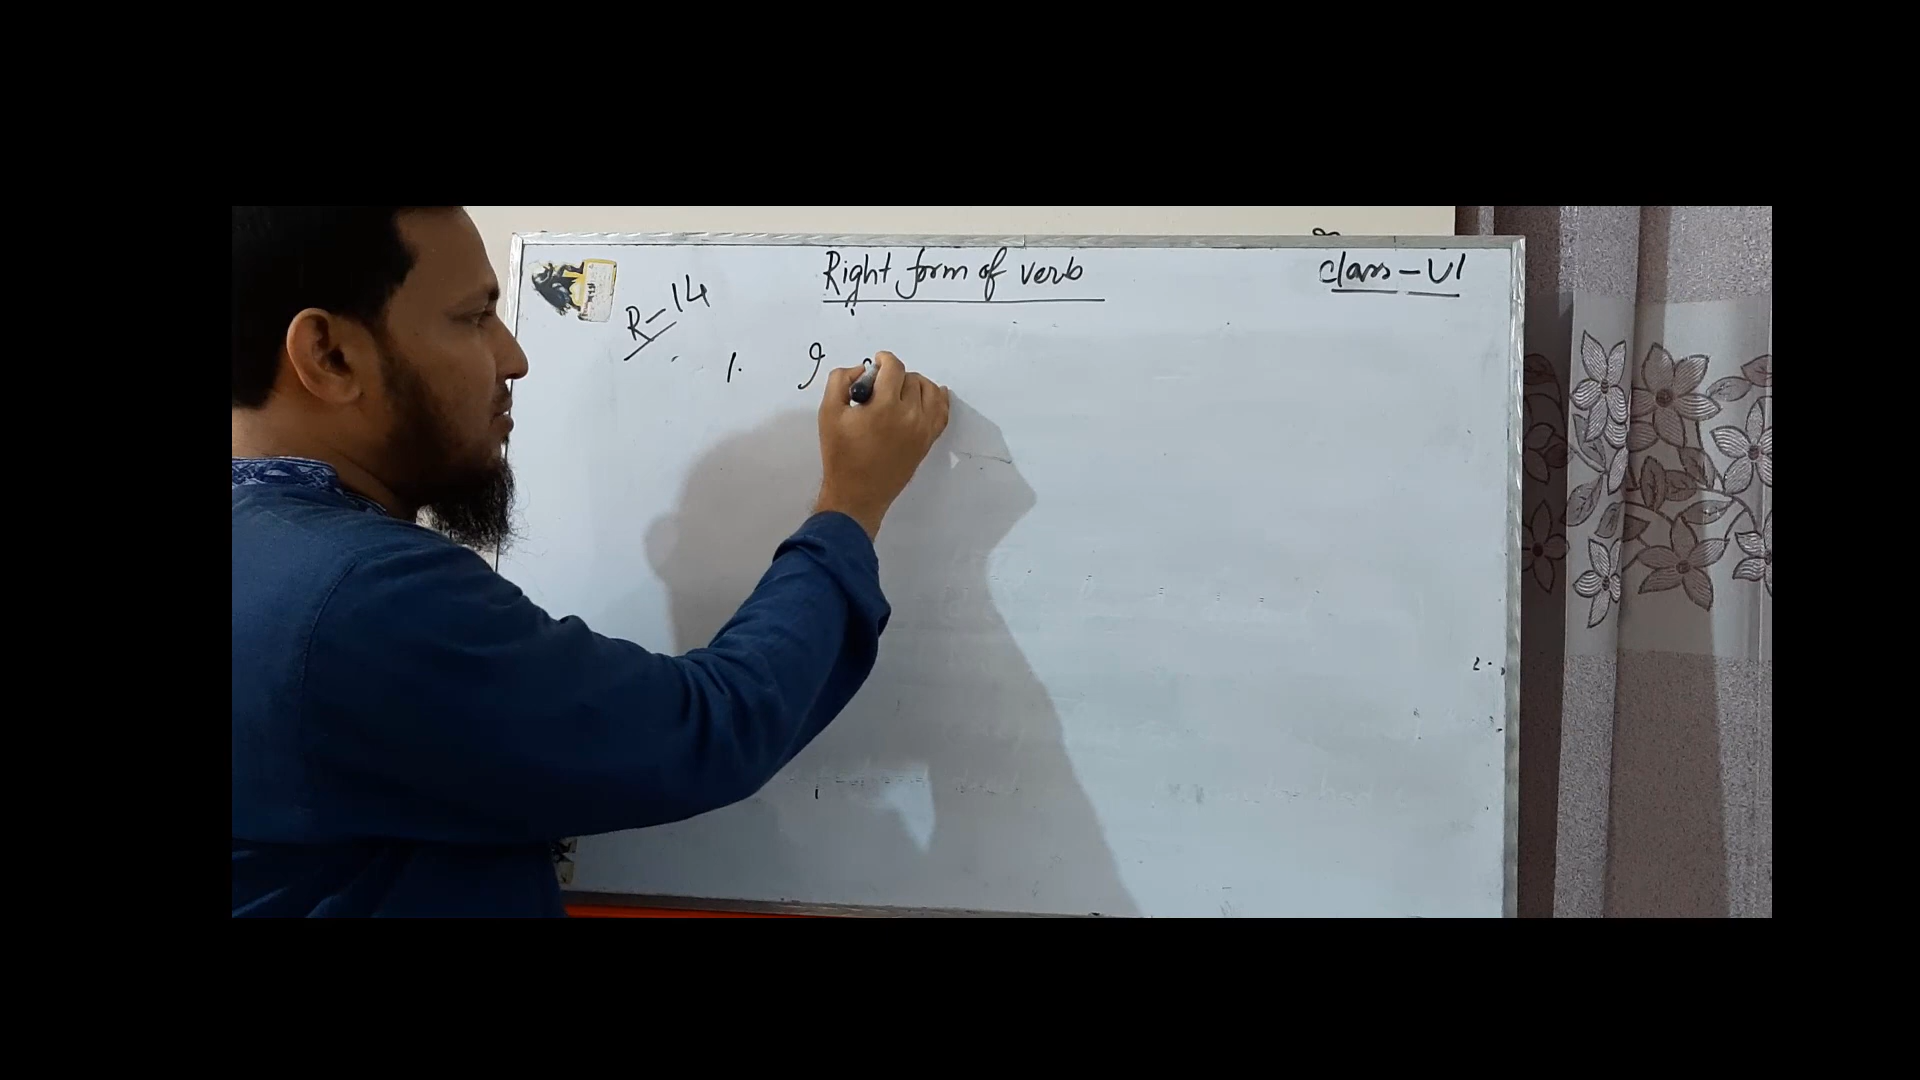 Right form of verb
class-VI
R-14
1. I